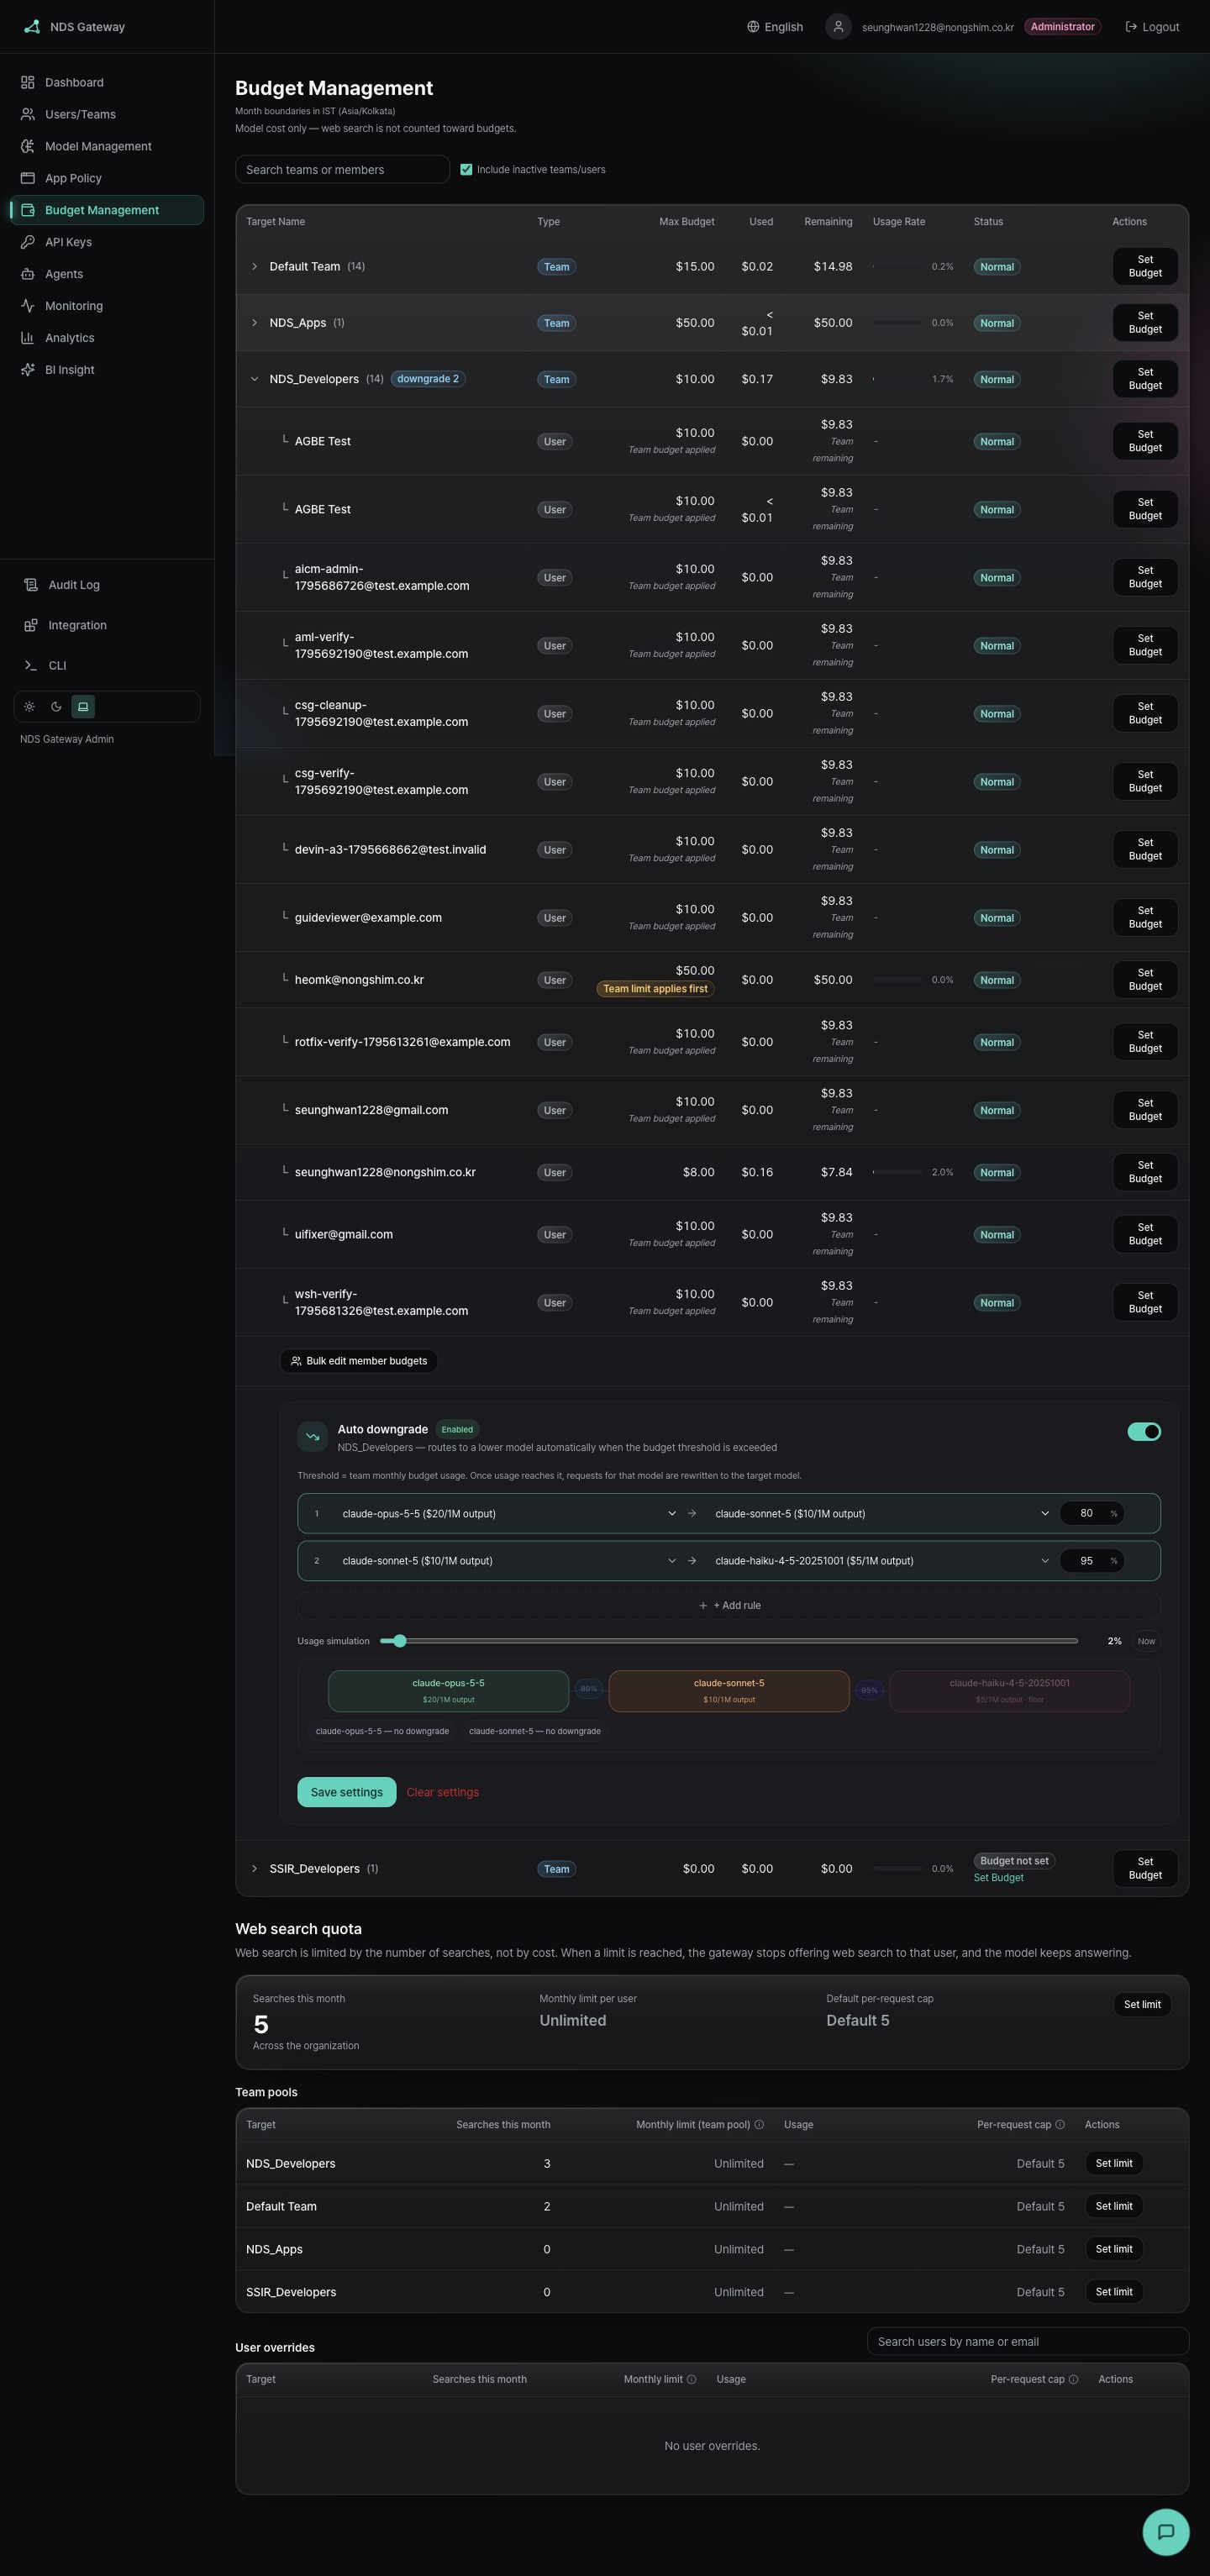 NDS Gateway
English
seunghwan1228@nongshim.co.kr
Administrator
Logout
Dashboard
Users/Teams
Model Management
App Policy
Budget Management
API Keys
Agents
Monitoring
Analytics
BI Insight
Audit Log
Integration
CLI
NDS Gateway Admin
Budget Management
Month boundaries in IST (Asia/Kolkata)
Model cost only — web search is not counted toward budgets.
Search teams or members
Include inactive teams/users
Target Name Type Max Budget Used Remaining Usage Rate Status Actions
Default Team (14) Team $15.00 $0.02 $14.98 0.2% Normal Set Budget
NDS_Apps (1) Team $50.00 < $0.01 $50.00 0.0% Normal Set Budget
NDS_Developers (14) downgrade 2 Team $10.00 $0.17 $9.83 1.7% Normal Set Budget
└ AGBE Test User $10.00 Team budget applied $0.00 $9.83 Team remaining - Normal Set Budget
└ AGBE Test User $10.00 Team budget applied < $0.01 $9.83 Team remaining - Normal Set Budget
└ aicm-admin-1795686726@test.example.com User $10.00 Team budget applied $0.00 $9.83 Team remaining - Normal Set Budget
└ aml-verify-1795692190@test.example.com User $10.00 Team budget applied $0.00 $9.83 Team remaining - Normal Set Budget
└ csg-cleanup-1795692190@test.example.com User $10.00 Team budget applied $0.00 $9.83 Team remaining - Normal Set Budget
└ csg-verify-1795692190@test.example.com User $10.00 Team budget applied $0.00 $9.83 Team remaining - Normal Set Budget
└ devin-a3-1795668662@test.invalid User $10.00 Team budget applied $0.00 $9.83 Team remaining - Normal Set Budget
└ guideviewer@example.com User $10.00 Team budget applied $0.00 $9.83 Team remaining - Normal Set Budget
└ heomk@nongshim.co.kr User $50.00 Team limit applies first $0.00 $50.00 0.0% Normal Set Budget
└ rotfix-verify-1795613261@example.com User $10.00 Team budget applied $0.00 $9.83 Team remaining - Normal Set Budget
└ seunghwan1228@gmail.com User $10.00 Team budget applied $0.00 $9.83 Team remaining - Normal Set Budget
└ seunghwan1228@nongshim.co.kr User $8.00 $0.16 $7.84 2.0% Normal Set Budget
└ uifixer@gmail.com User $10.00 Team budget applied $0.00 $9.83 Team remaining - Normal Set Budget
└ wsh-verify-1795681326@test.example.com User $10.00 Team budget applied $0.00 $9.83 Team remaining - Normal Set Budget
Bulk edit member budgets
Auto downgrade Enabled
NDS_Developers — routes to a lower model automatically when the budget threshold is exceeded
Threshold = team monthly budget usage. Once usage reaches it, requests for that model are rewritten to the target model.
1 claude-opus-5-5 ($20/1M output) → claude-sonnet-5 ($10/1M output) 80 %
2 claude-sonnet-5 ($10/1M output) → claude-haiku-4-5-20251001 ($5/1M output) 95 %
+ Add rule
Usage simulation 2% Now
claude-opus-5-5 80% claude-sonnet-5 95% claude-haiku-4-5-20251001
$20/1M output $10/1M output $5/1M output · floor
claude-opus-5-5 — no downgrade claude-sonnet-5 — no downgrade
Save settings Clear settings
SSIR_Developers (1) Team $0.00 $0.00 $0.00 0.0% Budget not set Set Budget Set Budget
Web search quota
Web search is limited by the number of searches, not by cost. When a limit is reached, the gateway stops offering web search to that user, and the model keeps answering.
Searches this month Monthly limit per user Default per-request cap Set limit
5 Unlimited Default 5
Across the organization
Team pools
Target Searches this month Monthly limit (team pool) Usage Per-request cap Actions
NDS_Developers 3 Unlimited — Default 5 Set limit
Default Team 2 Unlimited — Default 5 Set limit
NDS_Apps 0 Unlimited — Default 5 Set limit
SSIR_Developers 0 Unlimited — Default 5 Set limit
User overrides
Search users by name or email
Target Searches this month Monthly limit Usage Per-request cap Actions
No user overrides.